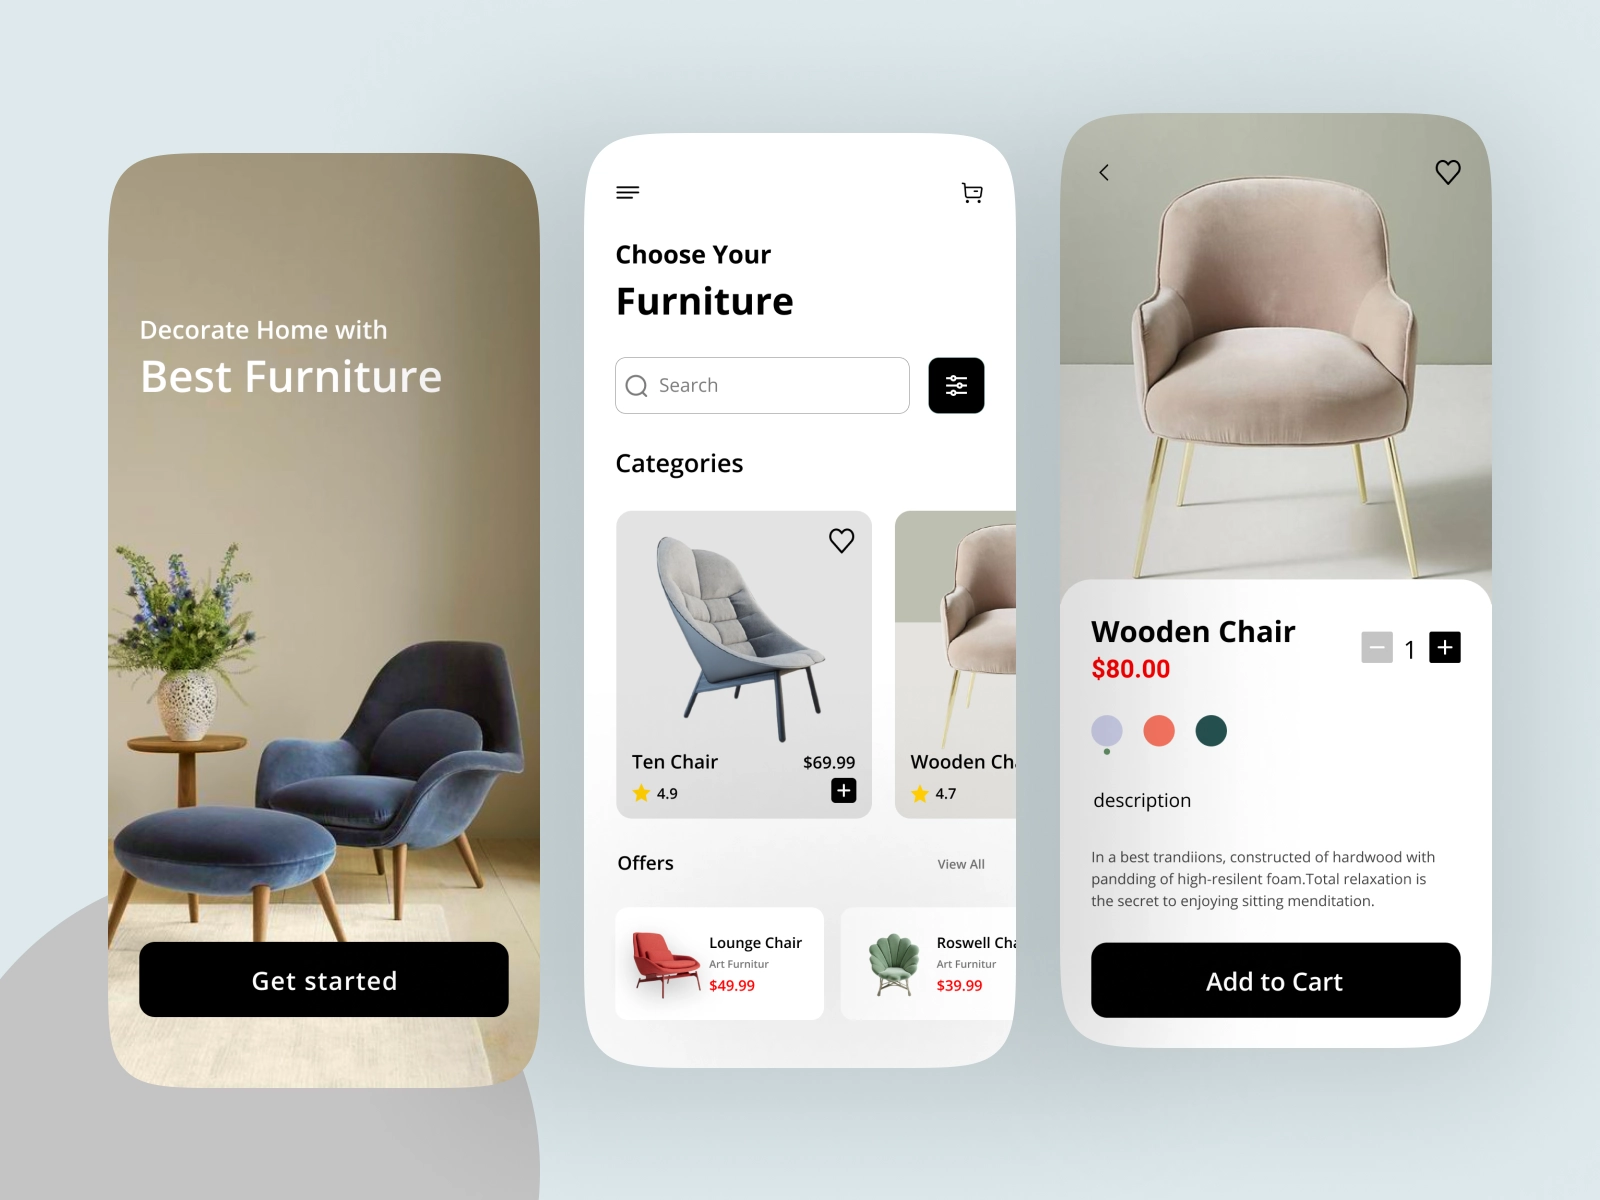 Decorate Home with
Best Furniture
Get started
Choose Your
Furniture
Search
Categories
Ten Chair
$69.99
4.9
Wooden Cha
4.7
Offers
View All
Lounge Chair
Art Furnitur
$49.99
Roswell Cha
Art Furnitur
$39.99
Wooden Chair
$80.00
1
description
In a best trandiions, constructed of hardwood with
pandding of high-resilent foam.Total relaxation is
the secret to enjoying sitting menditation.
Add to Cart